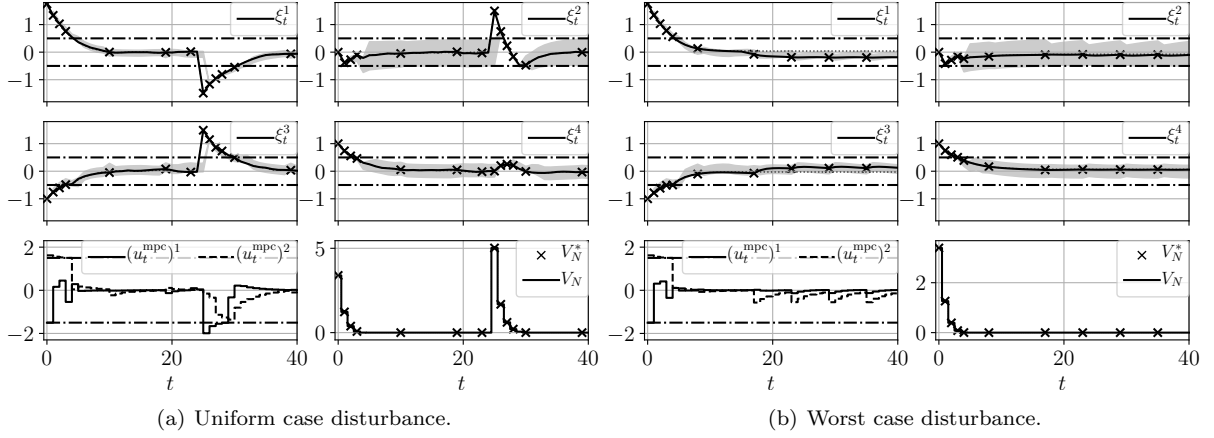 1 0 −1 ξ_t^1 ξ_t^2 1 0 −1 ξ_t^1 ξ_t^2
1 0 −1 ξ_t^3 ξ_t^4 1 0 −1 ξ_t^3 ξ_t^4
2 0 −2 (u_t^mpc)^1 (u_t^mpc)^2 5 0 V_N^* V_N 2 0 −2 (u_t^mpc)^1 (u_t^mpc)^2 2 0 V_N^* V_N
0 20 40 0 20 40 0 20 40 0 20 40
t t t t
(a) Uniform case disturbance. (b) Worst case disturbance.